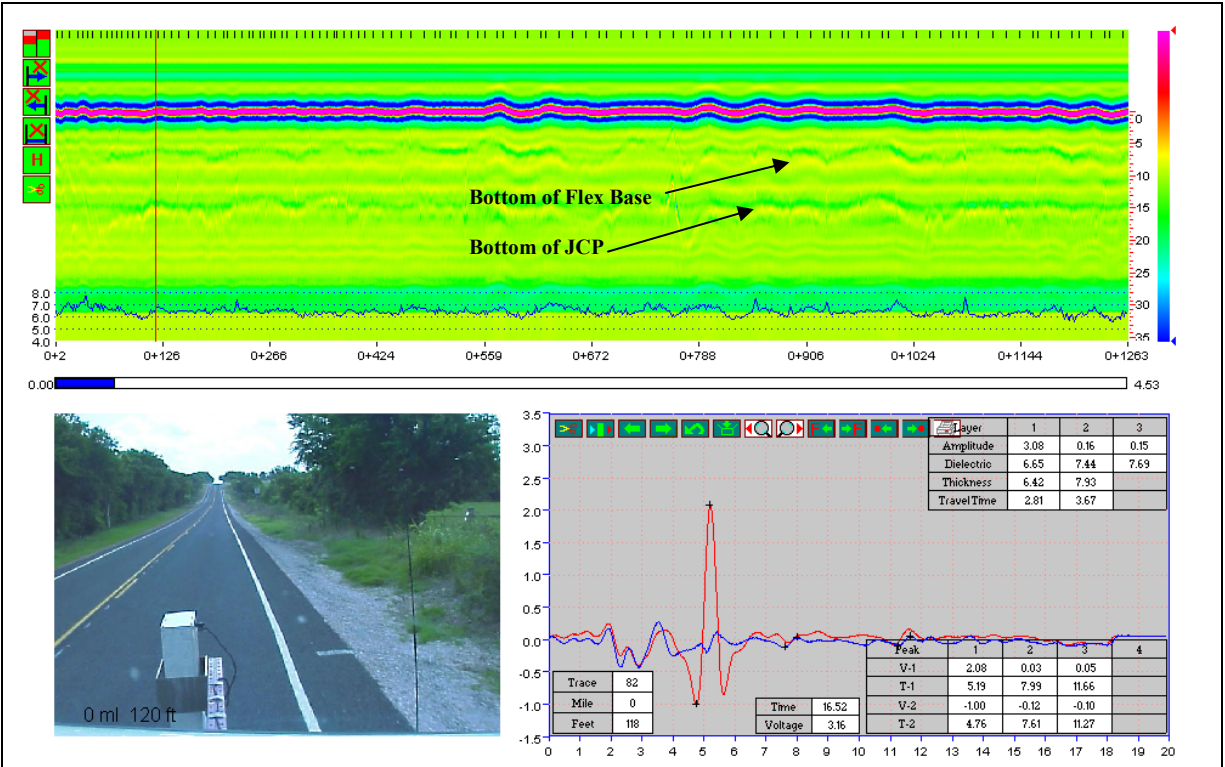 H
0
5
10
15
20
25
30
35
Bottom of Flex Base
Bottom of JCP
8.0
7.0
6.0
5.0
4.0
0+2 0+126 0+266 0+424 0+559 0+672 0+788 0+906 0+1024 0+1144 0+1263
0.00 4.53
0 ml 120 ft
3.5
3.0
2.5
2.0
1.5
1.0
0.5
0.0
-0.5
-1.0
-1.5
F F
Layer 1 2 3
Amplitude 3.08 0.16 0.15
Dielectric 6.65 7.44 7.69
Thickness 6.42 7.93
Travel Time 2.81 3.67
Trace 82
Mile 0
Feet 118
Time 16.52
Voltage 3.16
Peak 1 2 3 4
V-1 2.08 0.03 0.05
T-1 5.19 7.99 11.66
V-2 -1.00 -0.12 -0.10
T-2 4.76 7.61 11.27
0 1 2 3 4 5 6 7 8 9 10 11 12 13 14 15 16 17 18 19 20